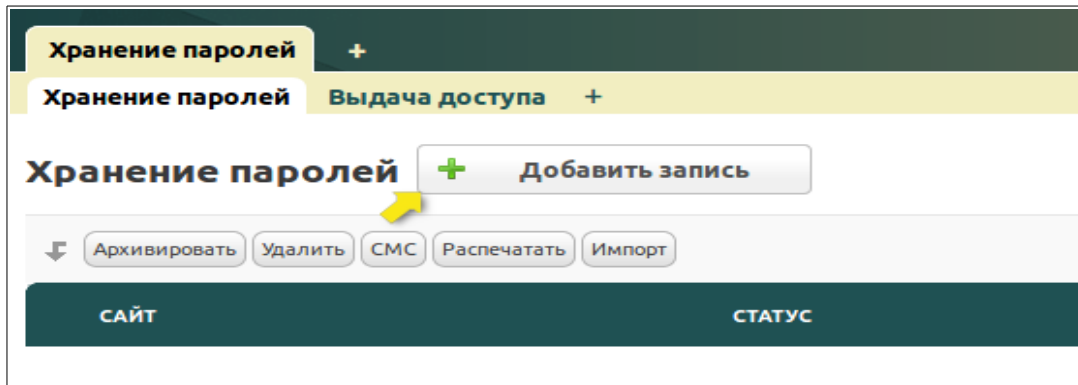 Хранение паролей +
Хранение паролей Выдача доступа +
Хранение паролей + Добавить запись
Архивировать Удалить СМС Распечатать Импорт
САЙТ СТАТУС